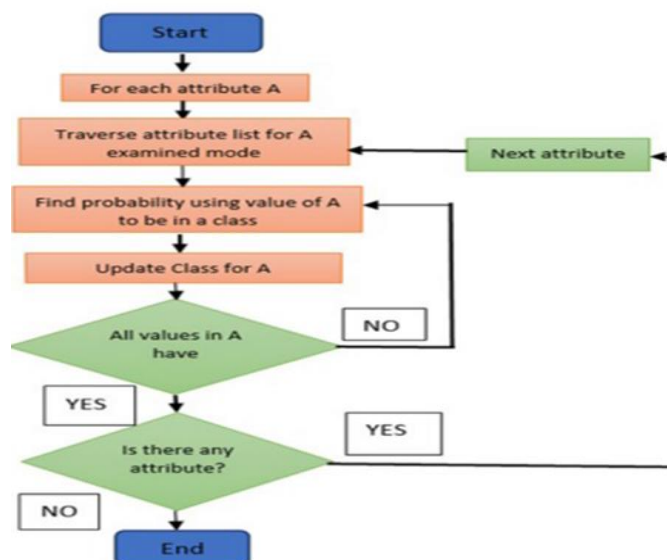 Start
For each attribute A
Traverse attribute list for A
examined mode
Next attribute
Find probability using value of A
to be in a class
Update Class for A
All values in A
have
NO
YES
Is there any
attribute?
YES
NO
End